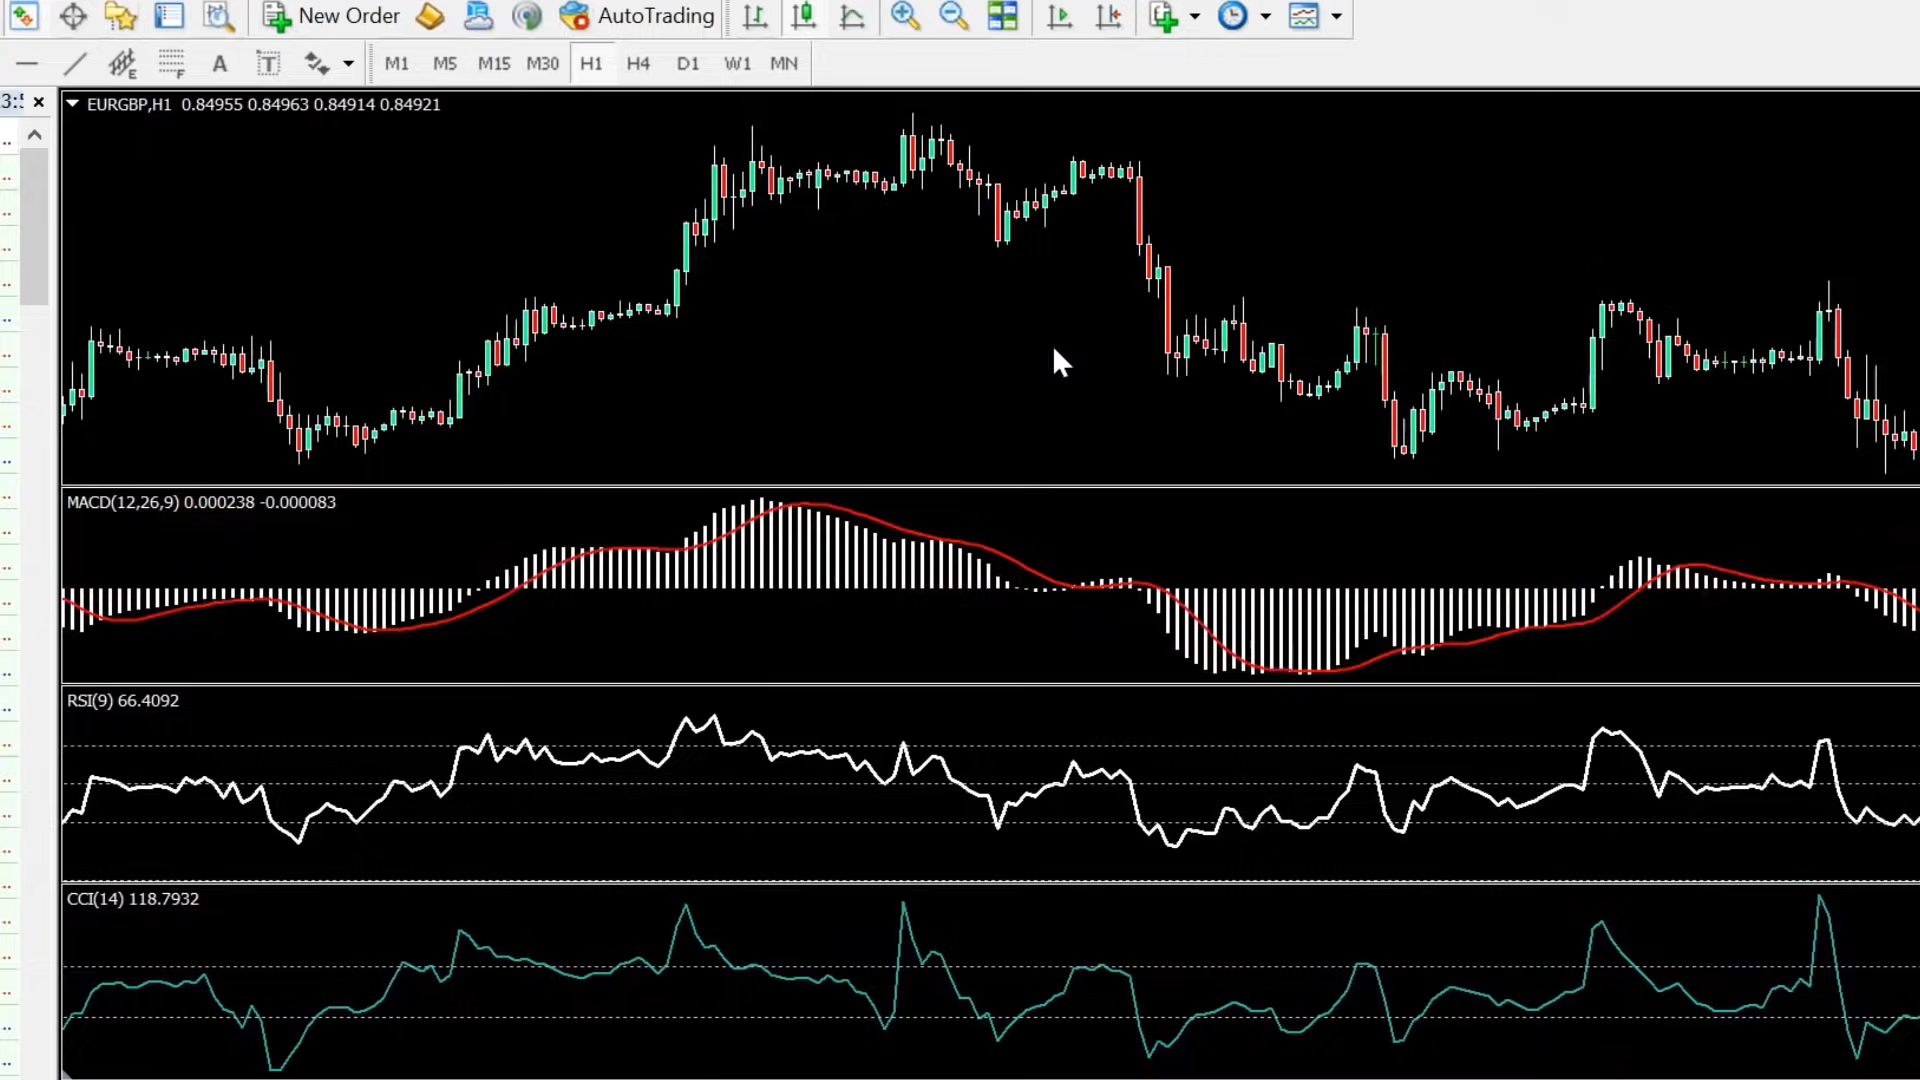 New Order
AutoTrading
E
F
A
T
M1 M5 M15 M30 H1 H4 D1 W1 MN
EURGBP,H1 0.84955 0.84963 0.84914 0.84921
MACD(12,26,9) 0.000238 -0.000083
RSI(9) 66.4092
CCI(14) 118.7932